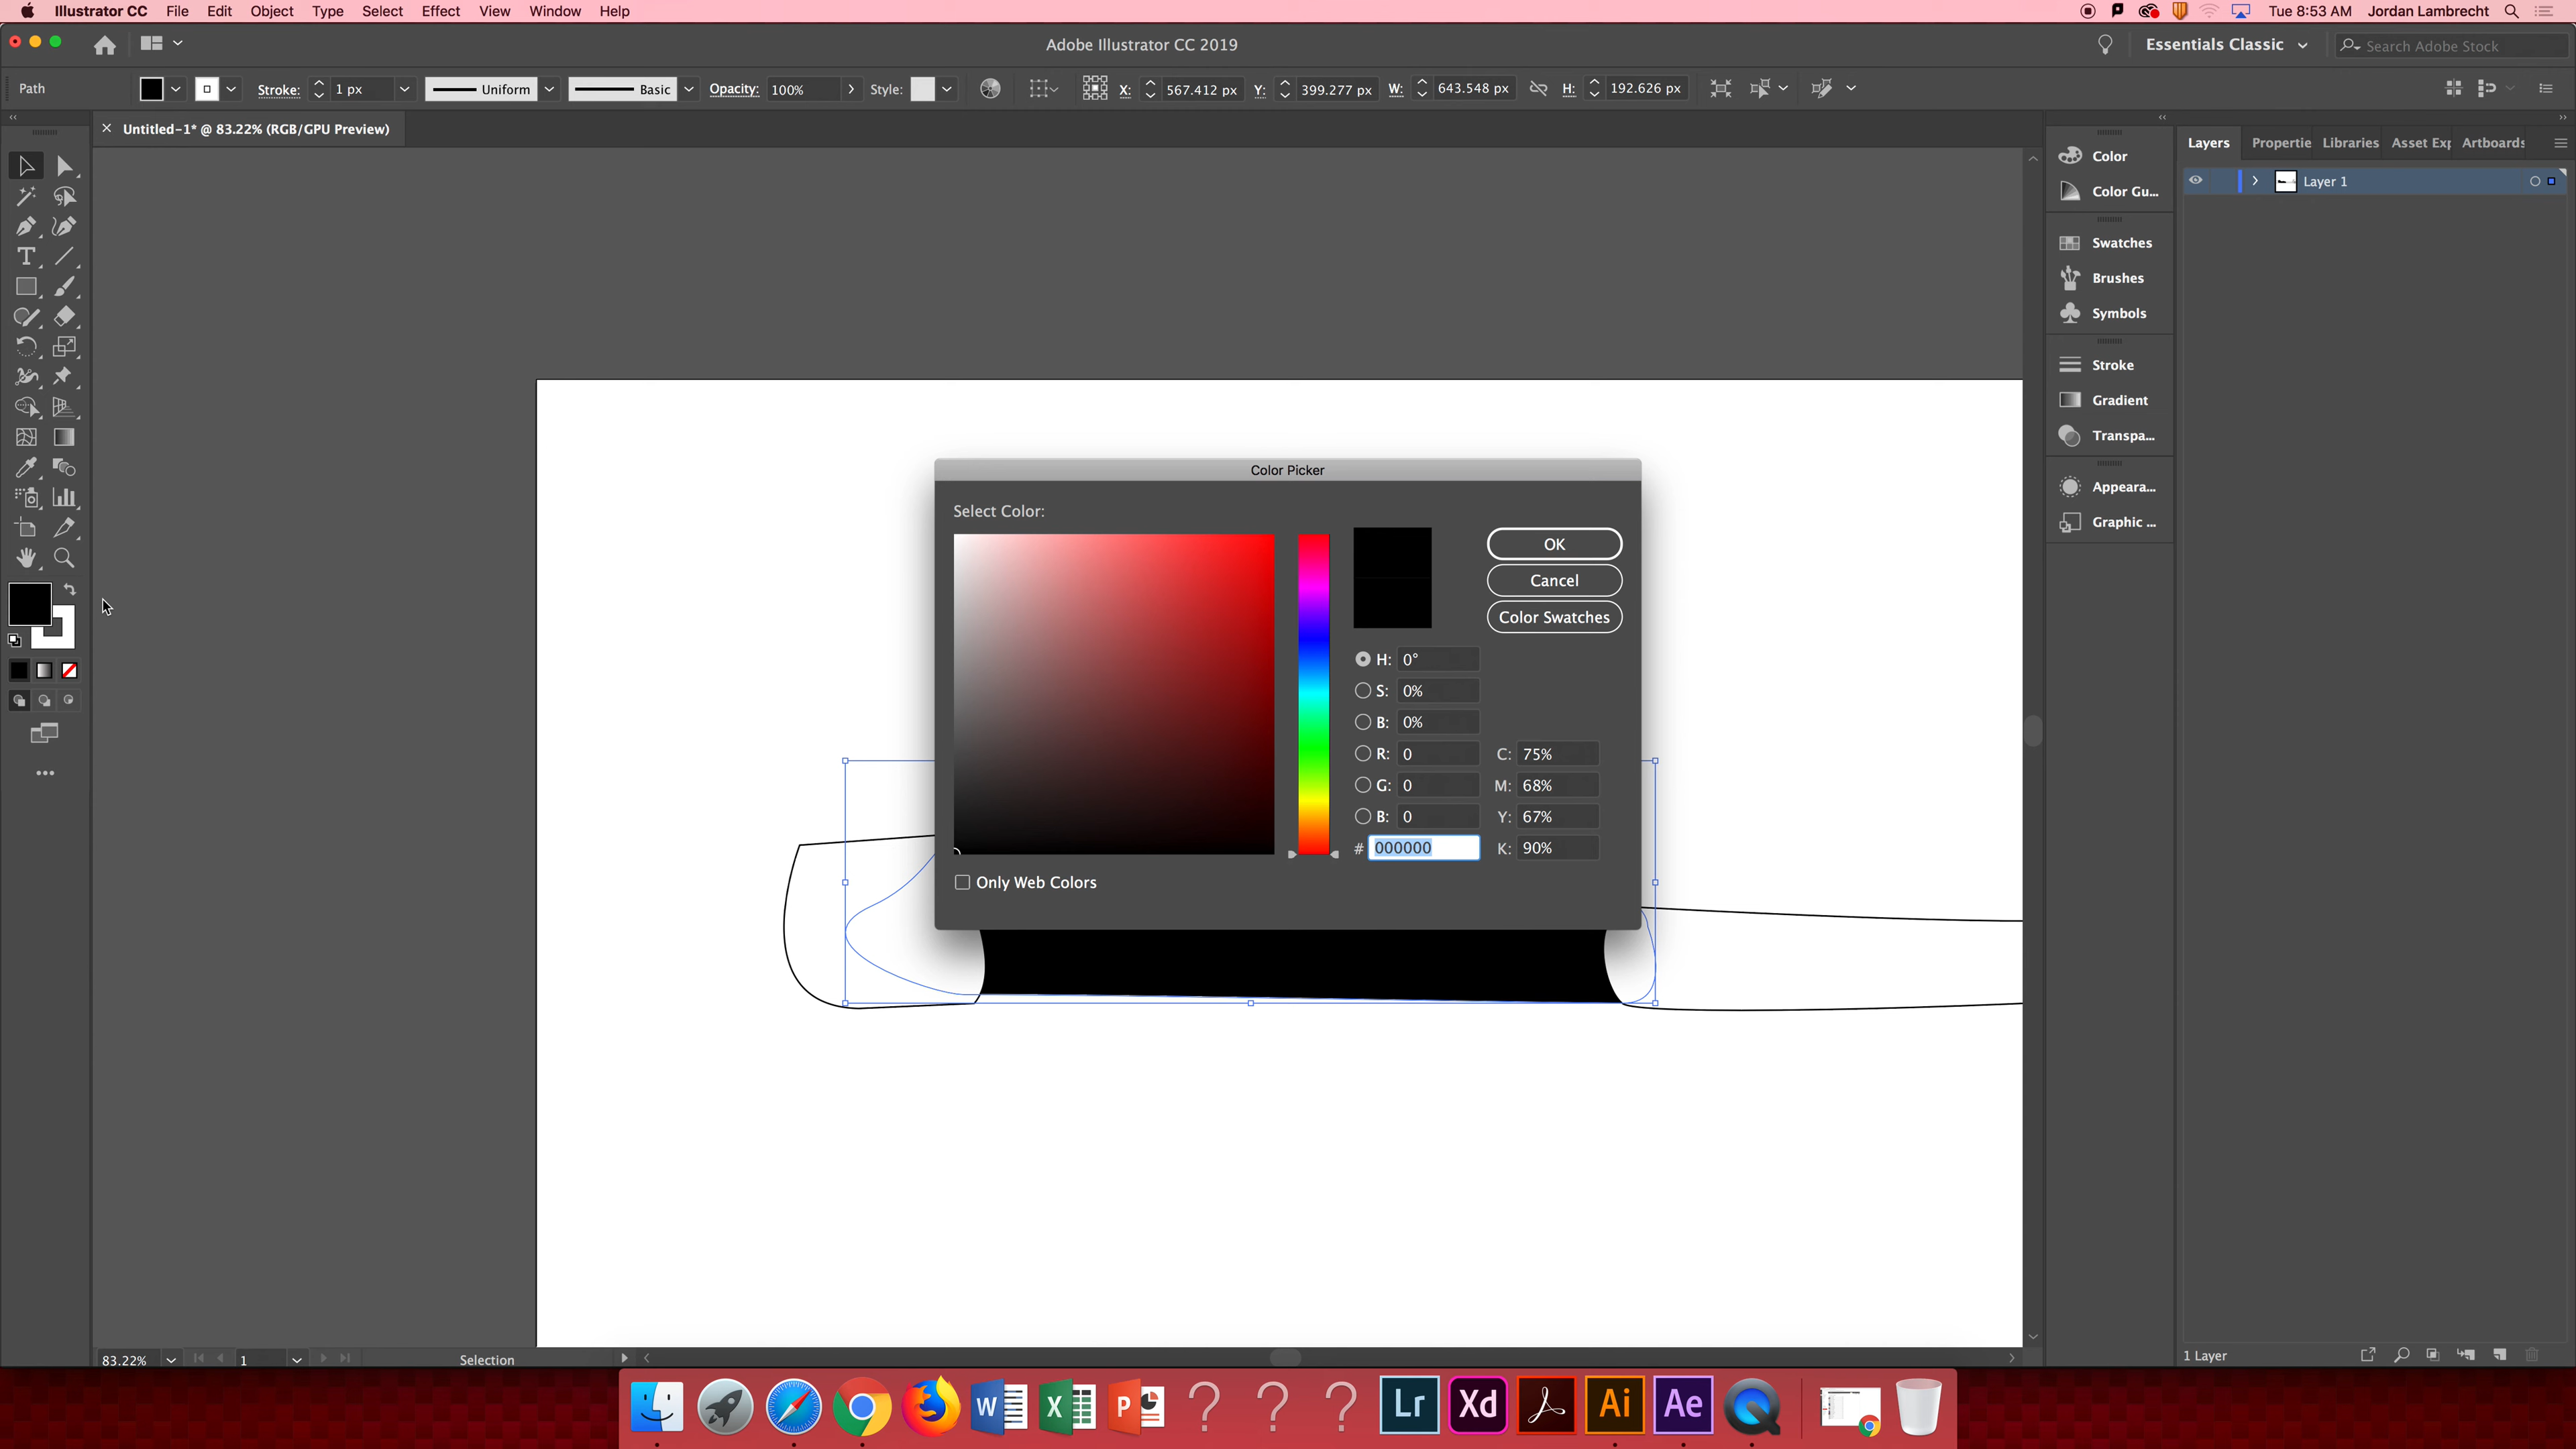 Illustrator CC File Edit Object Type Select Effect View Window Help Tue 8:53 AM Jordan Lambrecht
Adobe Illustrator CC 2019 Essentials Classic Search Adobe Stock
Path Stroke: 1 px Uniform Basic Opacity: 100% Style: X: 567.412 px Y: 399.277 px W: 643.548 px H: 192.626 px
Untitled-1* @ 83.22% (RGB/GPU Preview)
Layers Propertie Libraries Asset Exp Artboards
Color
Layer 1
Color Gu...
Swatches
Brushes
Symbols
Stroke
Gradient
Transpa...
Appeara...
Graphic ...
Color Picker
Select Color:
OK
Cancel
Color Swatches
H: 0°
S: 0%
B: 0%
R: 0 C: 75%
G: 0 M: 68%
B: 0 Y: 67%
# 000000 K: 90%
Only Web Colors
83.22% 1 Selection
1 Layer
W X P ? ? ? Lr Xd Ai Ae